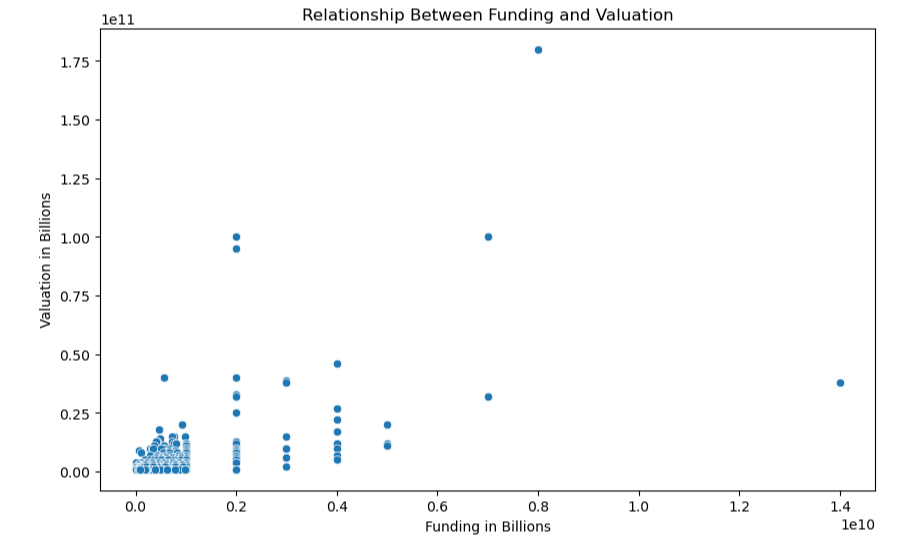 Relationship Between Funding and Valuation
1e11
1.75
1.50
1.25
1.00
0.75
0.50
0.25
0.00
Valuation in Billions
0.0 0.2 0.4 0.6 0.8 1.0 1.2 1.4
1e10
Funding in Billions